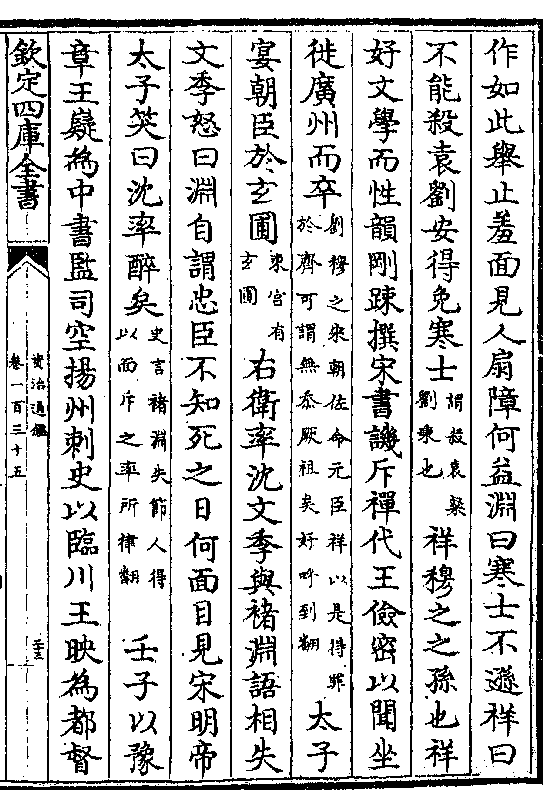 作如此舉止羞面見人扇障何益淵曰寒士不遜祥曰
不能殺袁劉安得免寒士謂殺袁粲劉秉也祥穆之之孫也祥
好文學而性韻剛踈撰宋書譏斥禪代王儉密以聞坐
徙廣州而卒劉穆之宋朝佐命元臣祥以是得罪於齊可謂無忝厥祖矣好呼到翻太子
宴朝臣於玄圃東宫有玄圃右衛率沈文季與褚淵語相失
文季怒曰淵自謂忠臣不知死之日何面目見宋明帝
太子笑曰沈率醉矣史言褚淵失節人得以面斥之率所律翻壬子以豫
章王嶷為中書監司空揚州刺史以臨川王映為都督
欽定四庫全書
資治通鑑
卷一百三十五